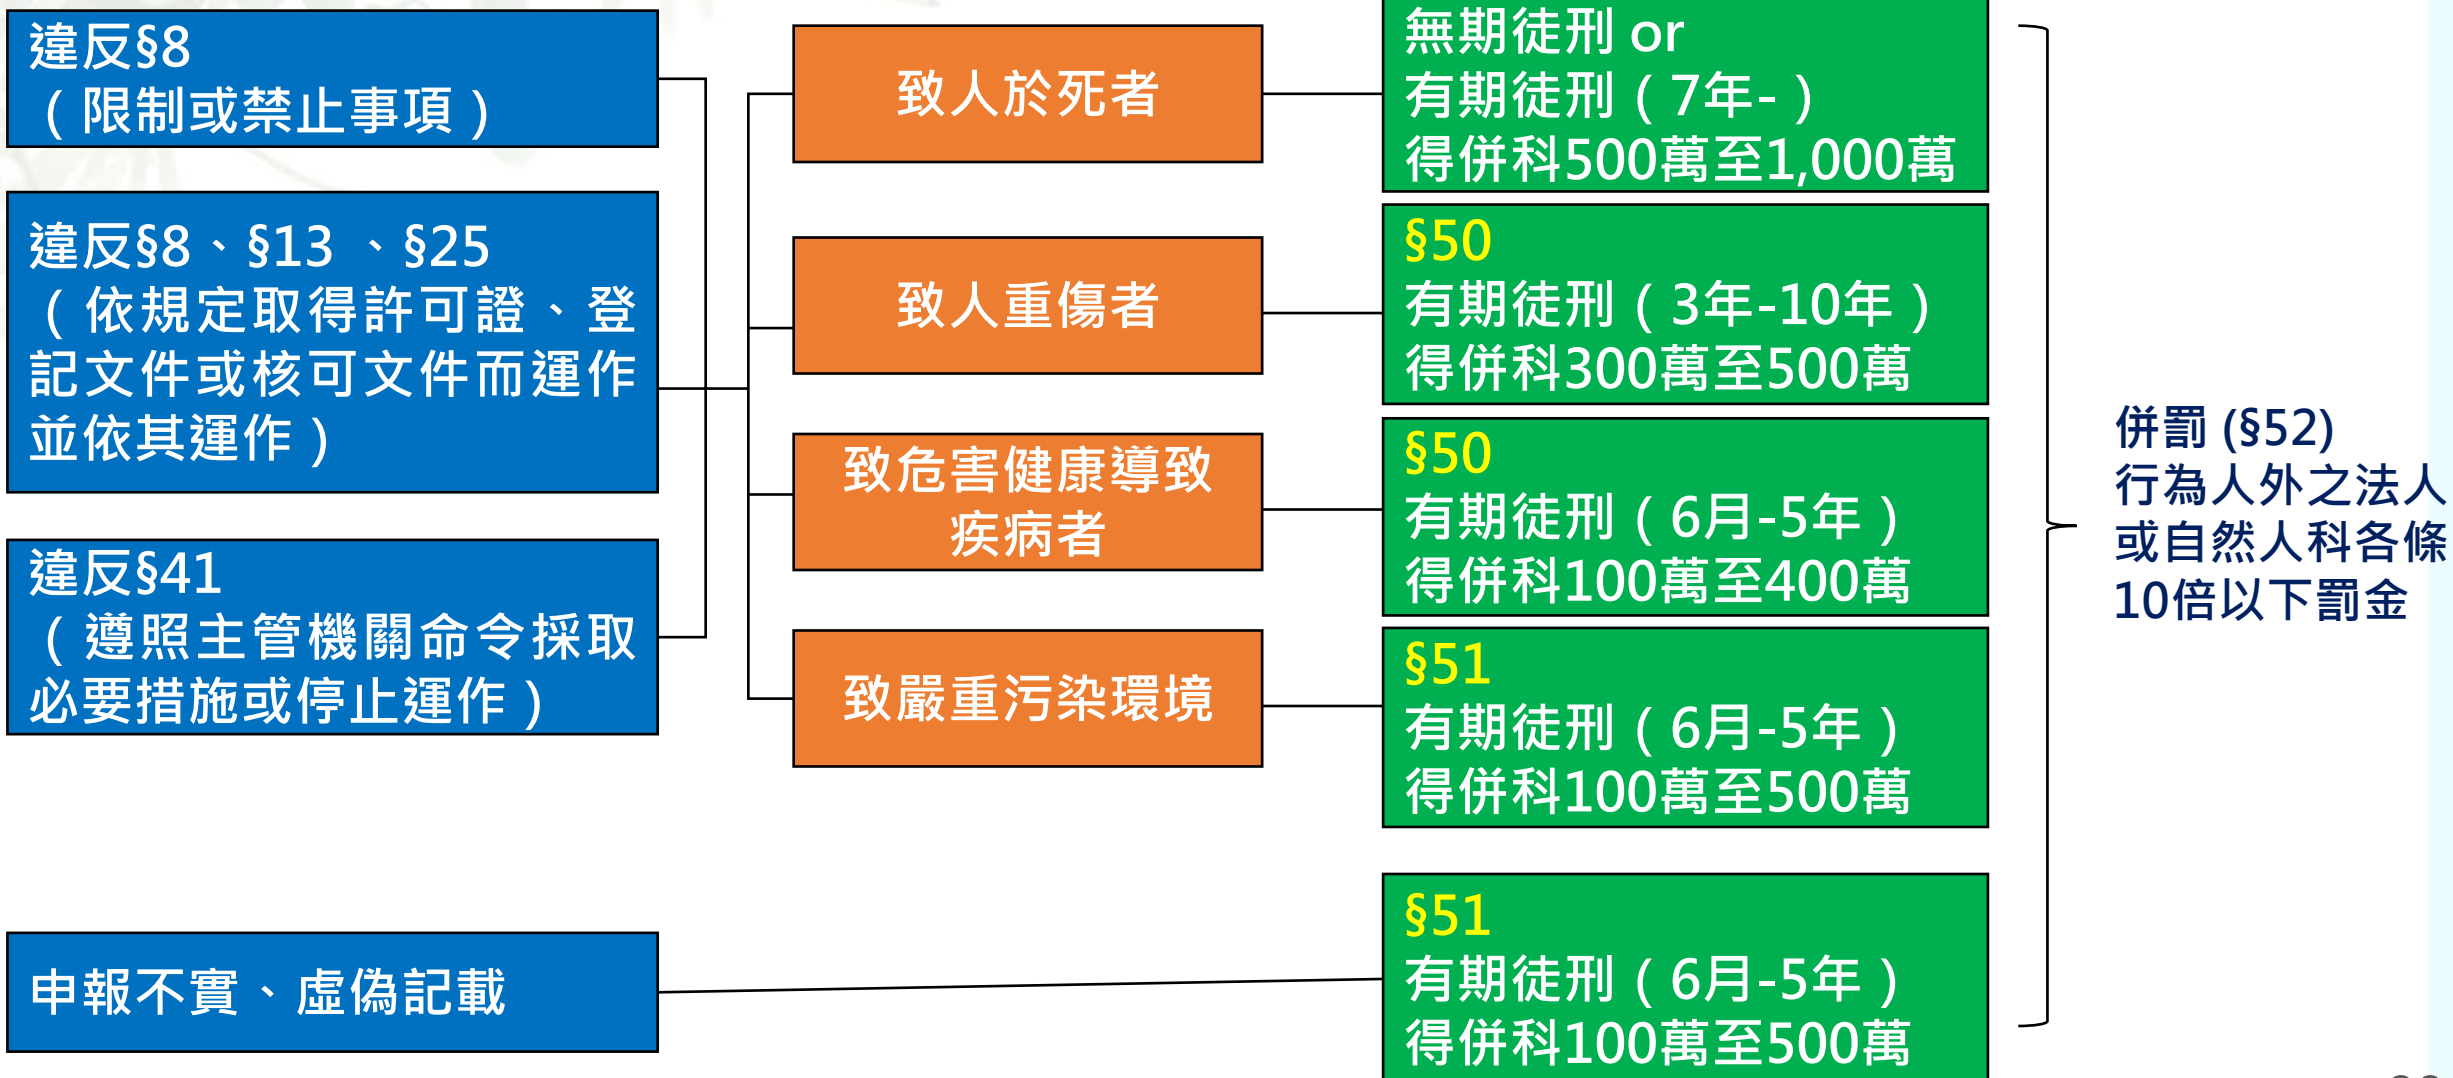 違反§8
（限制或禁止事項）
違反§8、§13 、§25
（依規定取得許可證、登
記文件或核可文件而運作
並依其運作）
違反§41
（遵照主管機關命令採取
必要措施或停止運作）
申報不實、虛偽記載
致人於死者
致人重傷者
致危害健康導致
疾病者
致嚴重污染環境
無期徒刑 or
有期徒刑（7年-）
得併科500萬至1,000萬
§50
有期徒刑（3年-10年）
得併科300萬至500萬
§50
有期徒刑（6月-5年）
得併科100萬至400萬
§51
有期徒刑（6月-5年）
得併科100萬至500萬
§51
有期徒刑（6月-5年）
得併科100萬至500萬
併罰 (§52)
行為人外之法人
或自然人科各條
10倍以下罰金